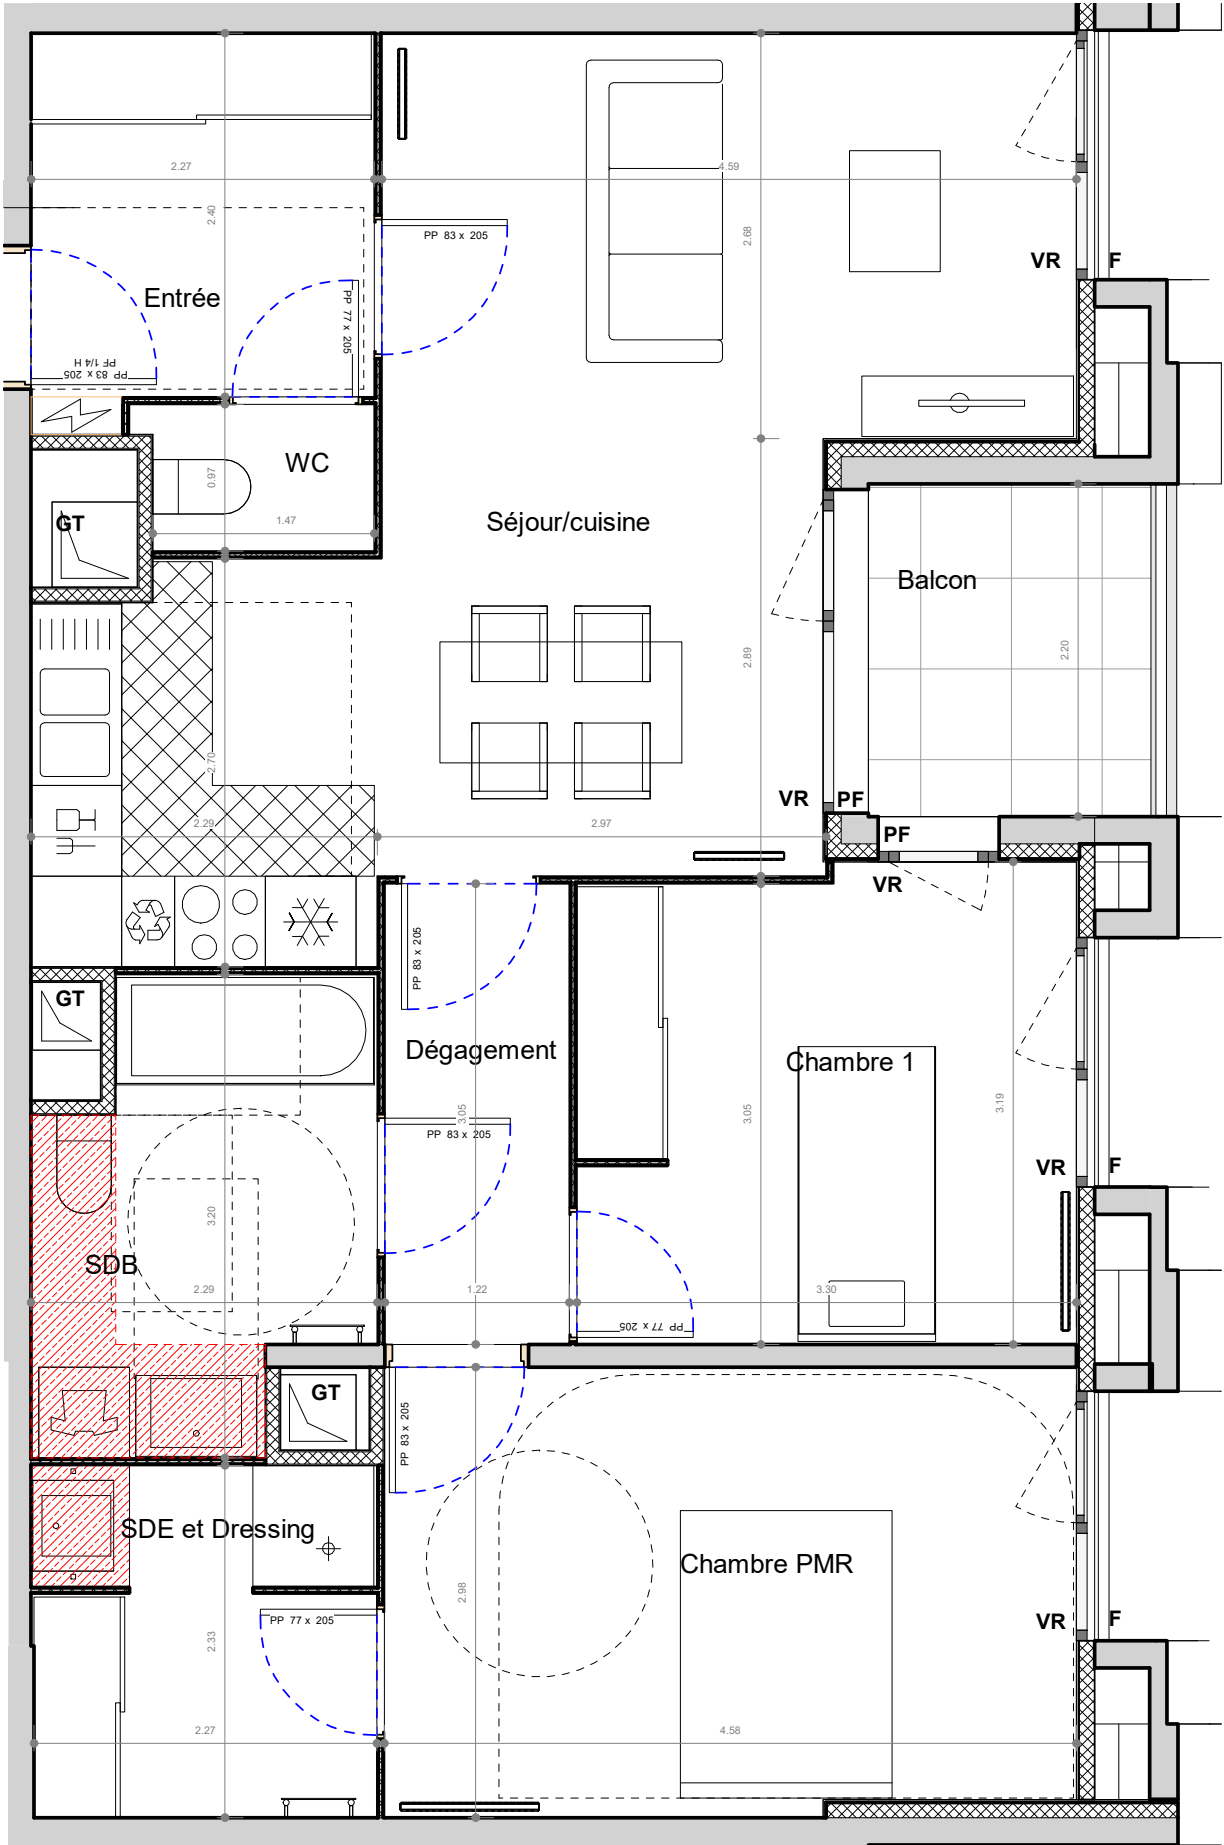 2.27
4.59
2.40
2.68
PP 83 x 205
VR
F
Entrée
PP 77 x 205
PP 83 x 205
PF 1/4 H
WC
0.97
1.47
GT
Séjour/cuisine
Balcon
2.89
2.20
2.70
2.29
2.97
VR
PF
PF
VR
PP 83 x 205
GT
Dégagement
Chambre 1
3.05
PP 83 x 205
3.05
3.19
VR
F
3.20
SDB
2.29
1.22
3.30
PP 77 x 205
GT
PP 83 x 205
SDE et Dressing
Chambre PMR
2.98
PP 77 x 205
VR
F
2.33
2.27
4.58